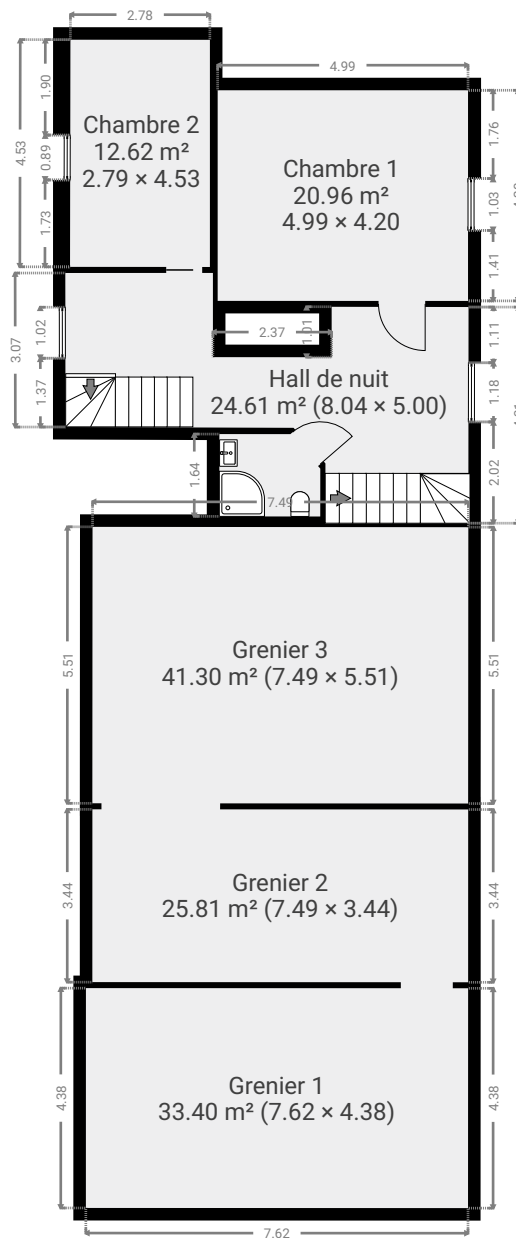 2.78
4.99
4.53
1.90
0.89
1.73
Chambre 2
12.62 m²
2.79 × 4.53
Chambre 1
20.96 m²
4.99 × 4.20
1.76
1.03
1.41
3.07
1.02
1.37
2.37
1.01
1.11
1.18
2.02
Hall de nuit
24.61 m² (8.04 × 5.00)
1.64
7.49
5.51
Grenier 3
41.30 m² (7.49 × 5.51)
5.51
3.44
Grenier 2
25.81 m² (7.49 × 3.44)
3.44
4.38
Grenier 1
33.40 m² (7.62 × 4.38)
4.38
7.62